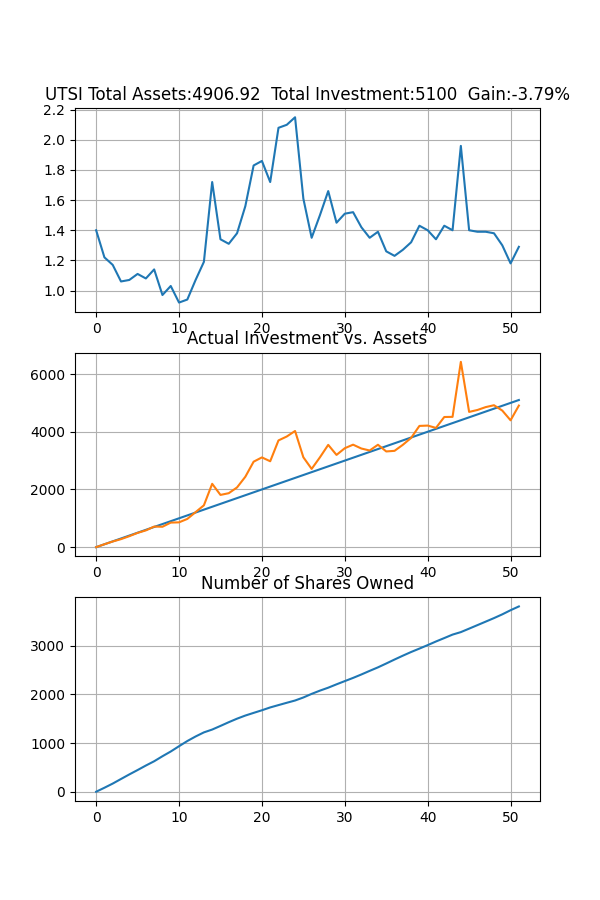 UTSI Total Assets:4906.92  Total Investment:5100  Gain:-3.79%
2.2
2.0
1.8
1.6
1.4
1.2
1.0
0 10 20 30 40 50
Actual Investment vs. Assets
6000
4000
2000
0
0 10 20 30 40 50
Number of Shares Owned
3000
2000
1000
0
0 10 20 30 40 50